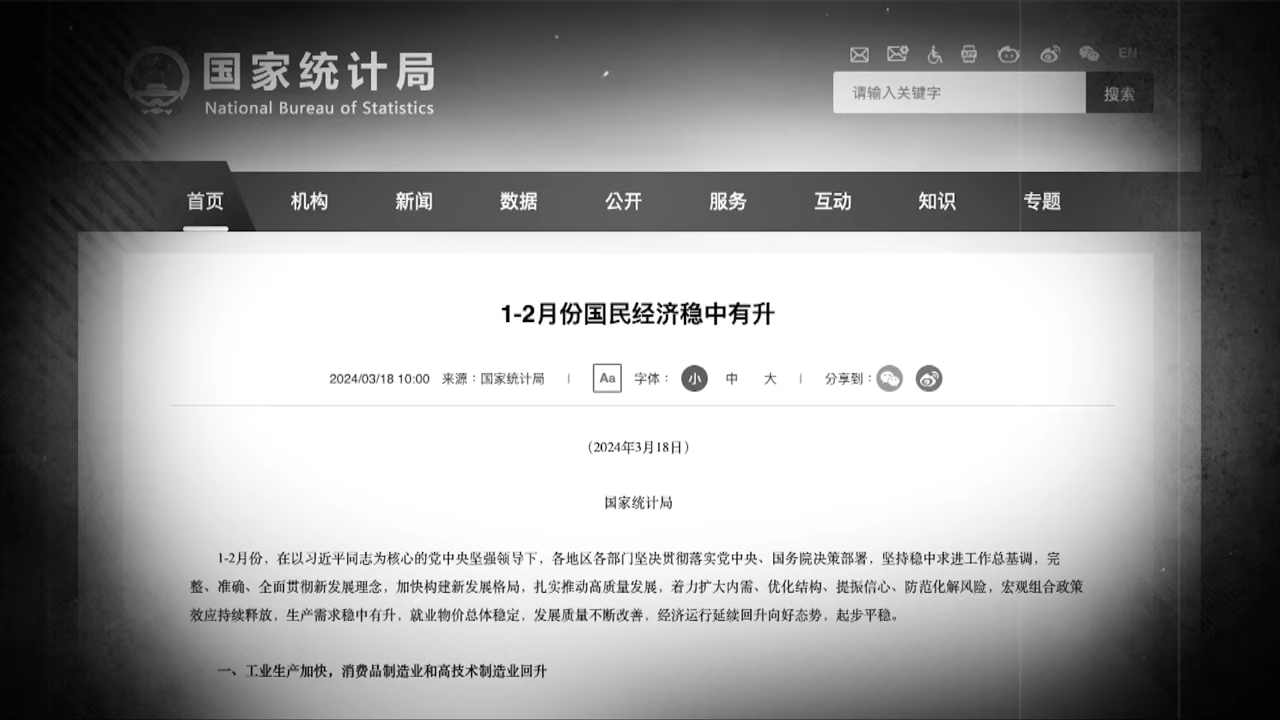 国家统计局
National Bureau of Statistics
EN
请输入关键字 搜索
首页 机构 新闻 数据 公开 服务 互动 知识 专题
1-2月份国民经济稳中有升
2024/03/18 10:00 来源：国家统计局 | Aa 字体： 小 中 大 | 分享到：
（2024年3月18日）
国家统计局
1-2月份，在以习近平同志为核心的党中央坚强领导下，各地区各部门坚决贯彻落实党中央、国务院决策部署，坚持稳中求进工作总基调，完
整、准确、全面贯彻新发展理念，加快构建新发展格局，扎实推动高质量发展，着力扩大内需、优化结构、提振信心、防范化解风险，宏观组合政策
效应持续释放，生产需求稳中有升，就业物价总体稳定，发展质量不断改善，经济运行延续回升向好态势，起步平稳。
一、工业生产加快，消费品制造业和高技术制造业回升